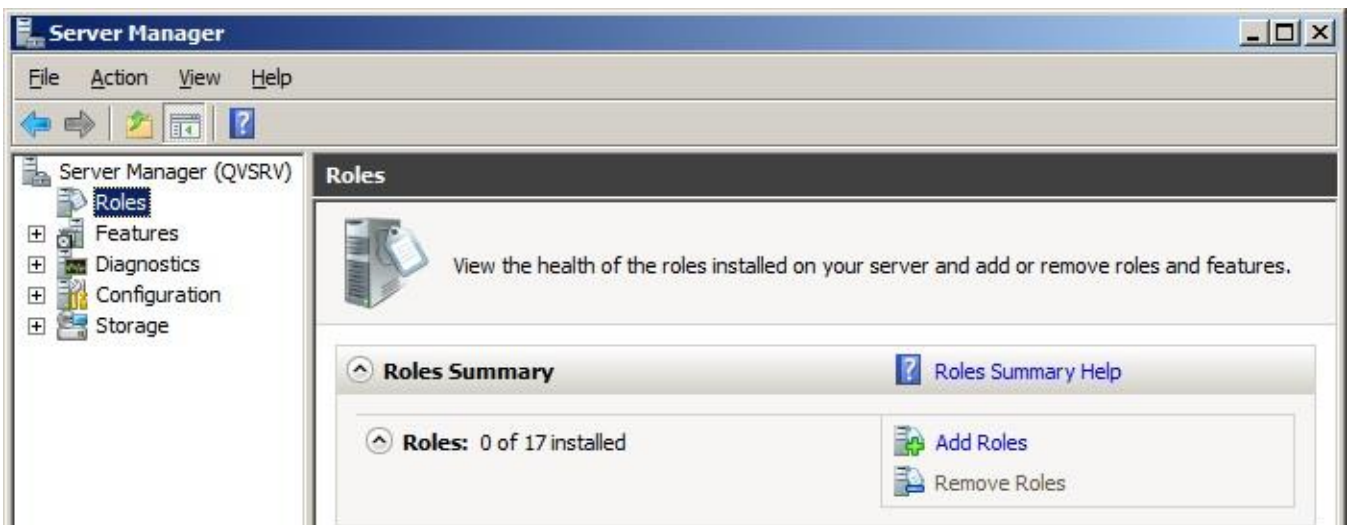 Server Manager
File Action View Help
Server Manager (QVSRV)
Roles
Features
Diagnostics
Configuration
Storage
Roles
View the health of the roles installed on your server and add or remove roles and features.
Roles Summary
Roles Summary Help
Roles: 0 of 17 installed
Add Roles
Remove Roles